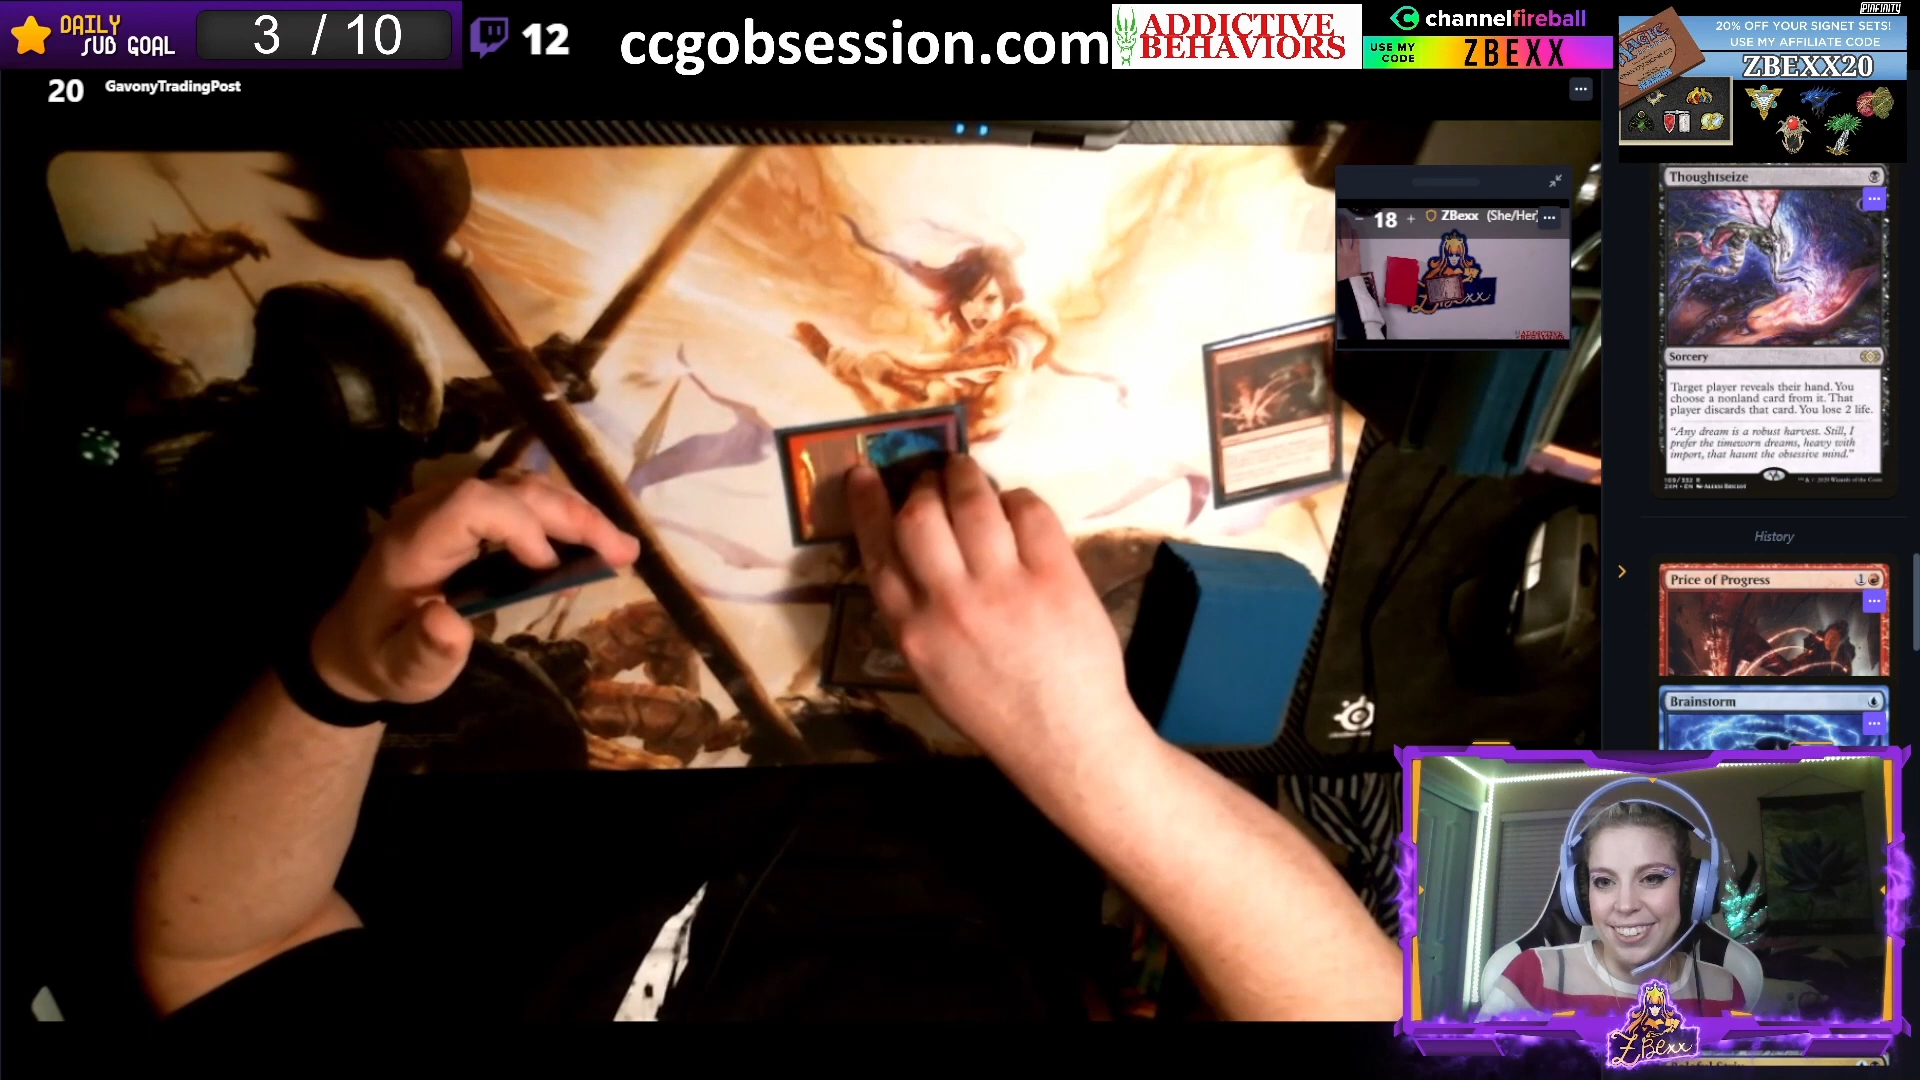 DAILY
SUB GOAL
3 / 10
12
ccgobsession.com
ADDICTIVE
BEHAVIORS
channelfireball
USE MY
CODE
ZBEXX
PINFINITY
20% OFF YOUR SIGNET SETS!
USE MY AFFILIATE CODE
ZBEXX20
MAGIC
20
GavonyTradingPost
- 18 +
ZBexx (She/Her)
ADDICTIVE
Thoughtseize
Sorcery
Target player reveals their hand. You
choose a nonland card from it. That
player discards that card. You lose 2 life.
"Any dream is a robust harvest. Still, I
prefer the timeworn dreams, heavy with
import, that haunt the obsessive mind."
History
Price of Progress
1
Brainstorm
ZBexx